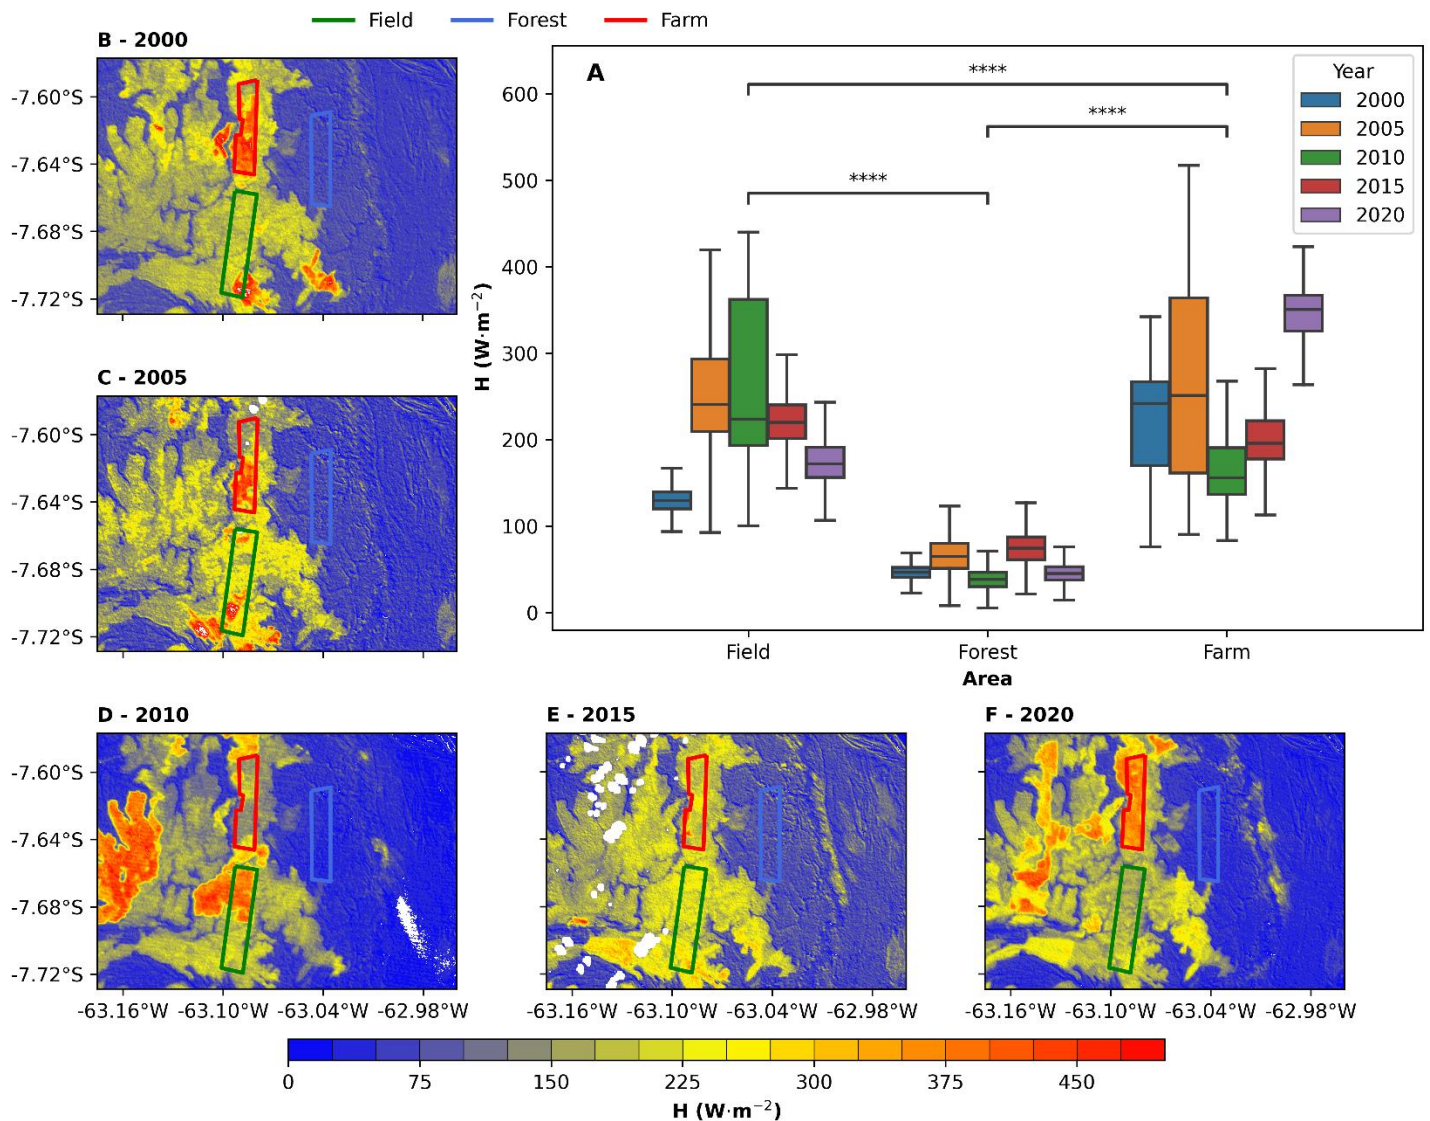 Field Forest Farm
B - 2000
-7.60°S
-7.64°S
-7.68°S
-7.72°S
C - 2005
-7.60°S
-7.64°S
-7.68°S
-7.72°S
A
****
****
****
Year
2000
2005
2010
2015
2020
600
500
400
300
200
100
0
H (W·m⁻²)
Field Forest Farm
Area
D - 2010
-7.60°S
-7.64°S
-7.68°S
-7.72°S
-63.16°W -63.10°W -63.04°W -62.98°W
E - 2015
-63.16°W -63.10°W -63.04°W -62.98°W
F - 2020
-63.16°W -63.10°W -63.04°W -62.98°W
0 75 150 225 300 375 450
H (W·m⁻²)